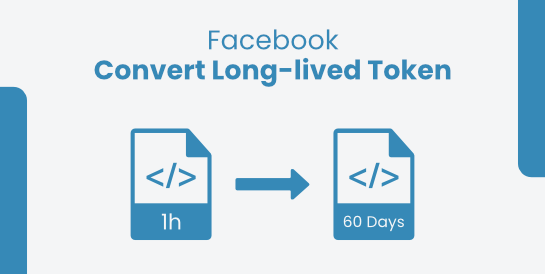 Facebook
Convert Long-lived Token
</>
</>
1h
60 Days